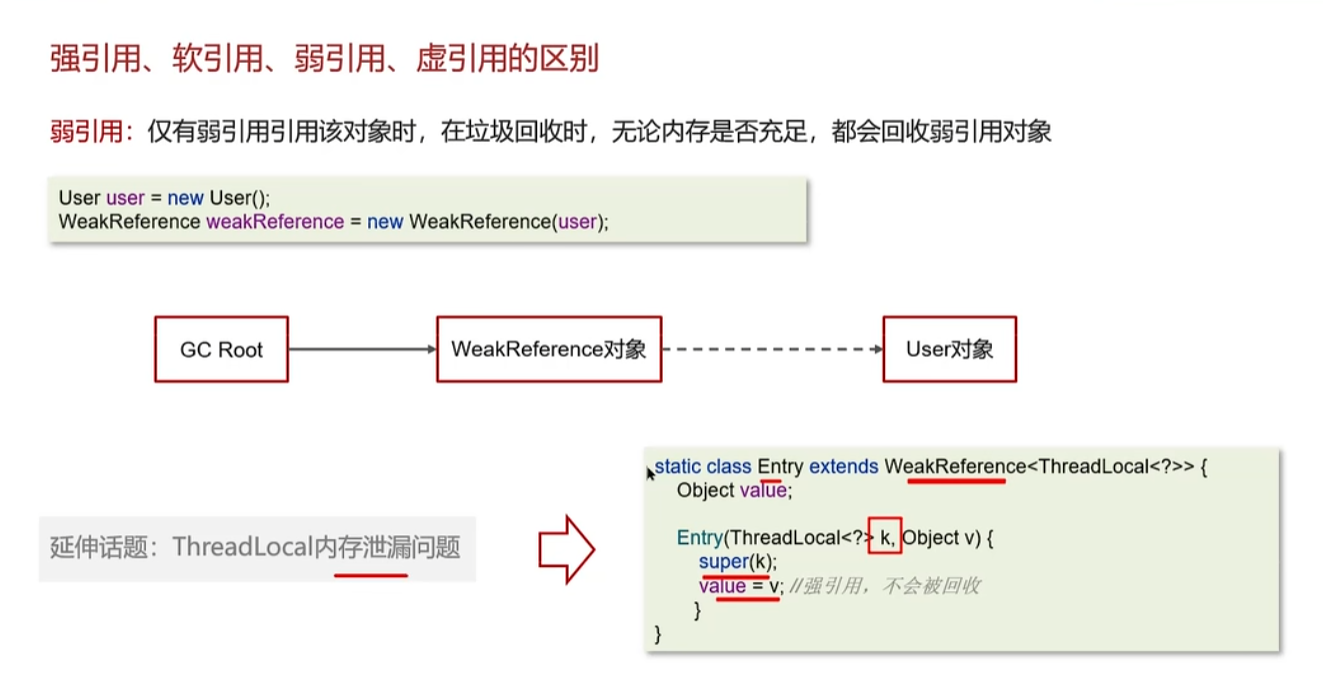 强引用、软引用、弱引用、虚引用的区别
弱引用：仅有弱引用引用该对象时，在垃圾回收时，无论内存是否充足，都会回收弱引用对象
User user = new User();
WeakReference weakReference = new WeakReference(user);
GC Root
WeakReference对象
User对象
延伸话题：ThreadLocal内存泄漏问题
static class Entry extends WeakReference<ThreadLocal<?>> {
Object value;
Entry(ThreadLocal<?> k, Object v) {
super(k);
value = v; //强引用，不会被回收
}
}